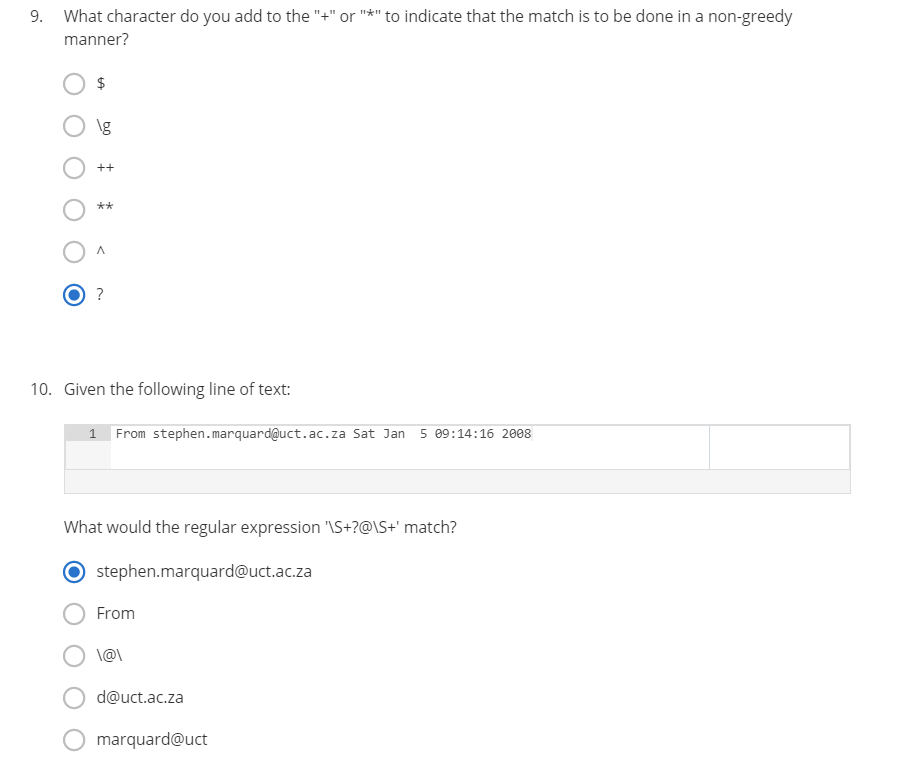 9. What character do you add to the "+" or "*" to indicate that the match is to be done in a non-greedy
manner?
$
\g
++
**
^
?
10. Given the following line of text:
1 From stephen.marquard@uct.ac.za Sat Jan  5 09:14:16 2008
What would the regular expression '\S+?@\S+' match?
stephen.marquard@uct.ac.za
From
\@\
d@uct.ac.za
marquard@uct